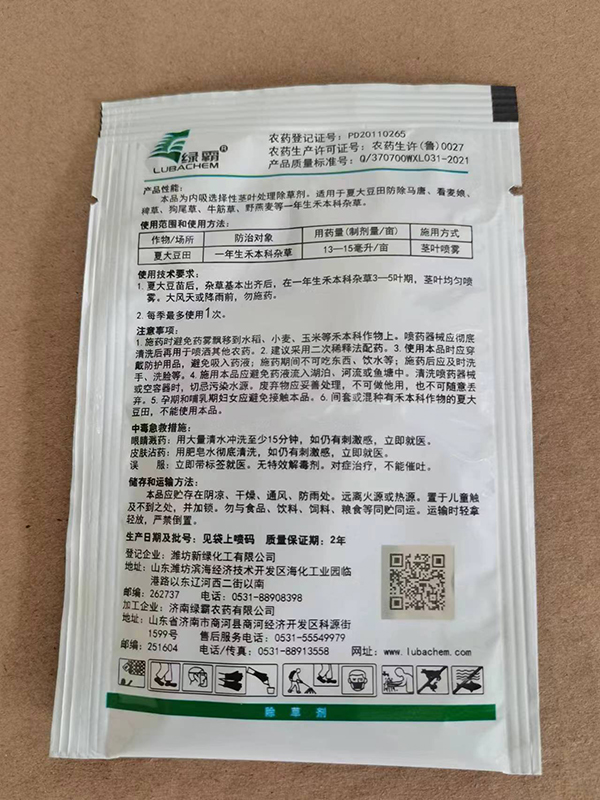 绿霸®
LUBACHEM
农药登记证号：PD20110265
农药生产许可证号：农药生许(鲁)0027
产品质量标准号：Q/370700WXL031-2021
产品性能：
本品为内吸选择性茎叶处理除草剂。适用于夏大豆田防除马唐、看麦娘、
稗草、狗尾草、牛筋草、野燕麦等一年生禾本科杂草。
使用范围和使用方法：
作物/场所 防治对象 用药量(制剂量/亩) 施用方式
夏大豆田 一年生禾本科杂草 13—15毫升/亩 茎叶喷雾
使用技术要求：
1. 夏大豆苗后，杂草基本出齐后，在一年生禾本科杂草3—5叶期，茎叶均匀喷
雾。大风天或降雨前，勿施药。
2. 每季最多使用1次。
注意事项：
1. 施药时避免药雾飘移到水稻、小麦、玉米等禾本科作物上。喷药器械应彻底
清洗后再用于喷洒其他农药。2. 建议采用二次稀释法配药。3. 使用本品时应穿
戴防护用品，避免吸入药液；施药期间不可吃东西、饮水等；施药后应及时洗
手、洗脸等。4. 施用本品应避免药液流入湖泊、河流或鱼塘中。清洗喷药器械
或空容器时，切忌污染水源。废弃物应妥善处理，不可做他用，也不可随意丢
弃。5. 孕期和哺乳期妇女应避免接触本品。6. 间套或混种有禾本科作物的夏大
豆田，不能使用本品。
中毒急救措施：
眼睛溅药：用大量清水冲洗至少15分钟，如仍有刺激感，立即就医。
皮肤沾药：用肥皂水彻底清洗，如仍有刺激感，立即就医。
误 服：立即带标签就医。无特效解毒剂。对症治疗，不能催吐。
储存和运输方法：
本品应贮存在阴凉、干燥、通风、防雨处。远离火源或热源。置于儿童触
及不到之处，并加锁。勿与食品、饮料、饲料、粮食等同贮同运。运输时轻拿
轻放，严禁倒置。
生产日期及批号：见袋上喷码 质量保证期：2年
登记企业：潍坊新绿化工有限公司
地址：山东潍坊滨海经济技术开发区海化工业园临
港路以东辽河西二街以南
邮编：262737 电话：0531-88908398
加工企业：济南绿霸农药有限公司
地址：山东省济南市商河县商河经济开发区科源街
1599号 售后服务电话：0531-55549979
邮编：251604 电话/传真：0531-88913558 网址：www.lubachem.com
除草剂